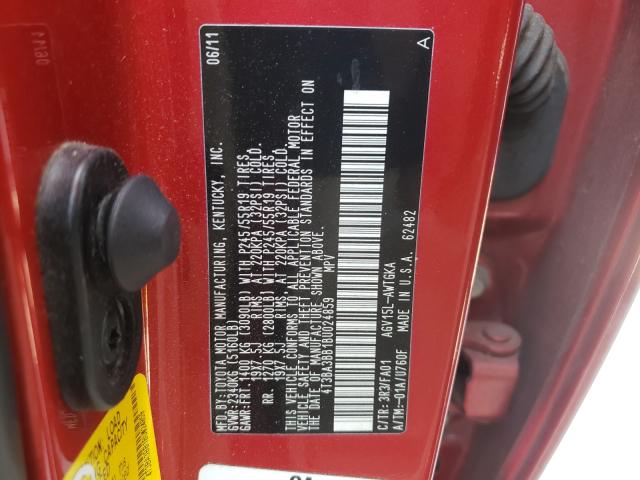 MFD.BY:TOYOTA MOTOR MANUFACTURING, KENTUCKY, INC. 06/11
GVWR:2340KG(5160LB)
GAWR:FRT.1400 KG(3090LB) WITH P245/55R19 TIRES
19X7.5J RIMS AT 220KPA (32PSI) COLD.
RR. 1270 KG (2800LB) WITH P245/55R19 TIRES
19X7.5J RIMS AT 220KPA (32PSI) COLD.
THIS VEHICLE CONFORMS TO ALL APPLICABLE FEDERAL MOTOR
VEHICLE SAFETY AND THEFT PREVENTION STANDARDS IN EFFECT ON
THE DATE OF MANUFACTURE SHOWN ABOVE.
4T3BA3BB1BU024859 MPV
C/TR:3R3/FA01 AGV15L-AWTGKA
A/TM:-01A/U760F MADE IN U.S.A. 62482
A
LOAD
CAPACITY